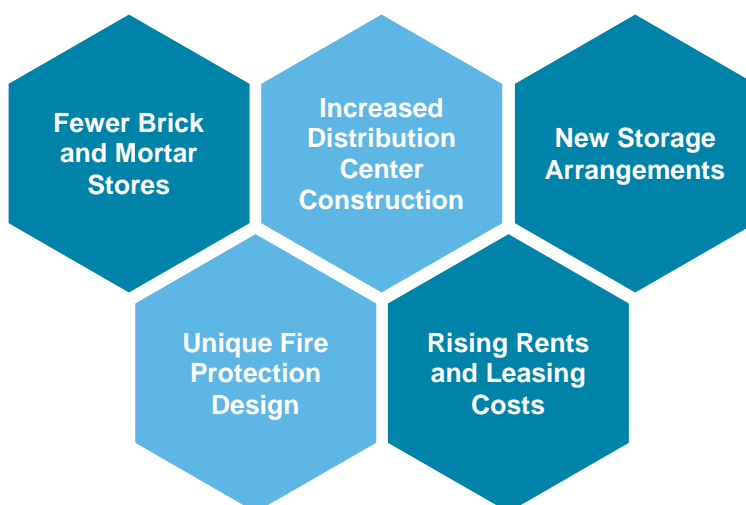 Fewer Brick
and Mortar
Stores
Increased
Distribution
Center
Construction
New Storage
Arrangements
Unique Fire
Protection
Design
Rising Rents
and Leasing
Costs